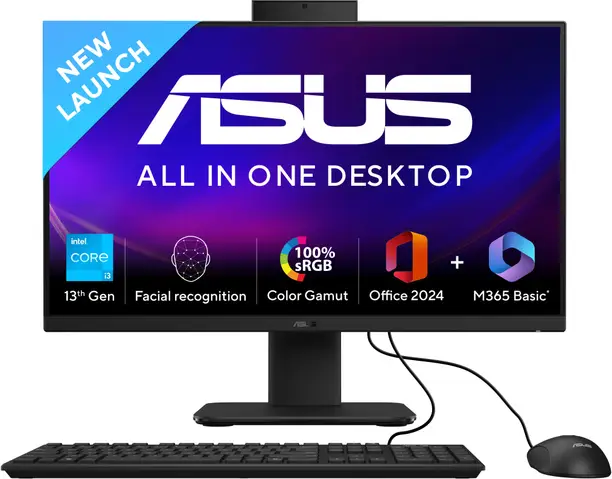 NEW
LAUNCH
ASUS
ALL IN ONE DESKTOP
intel
CORE
i3
100%
sRGB
+
13th Gen
Facial recognition
Color Gamut
Office 2024
M365 Basic*
ASUS
ASUS